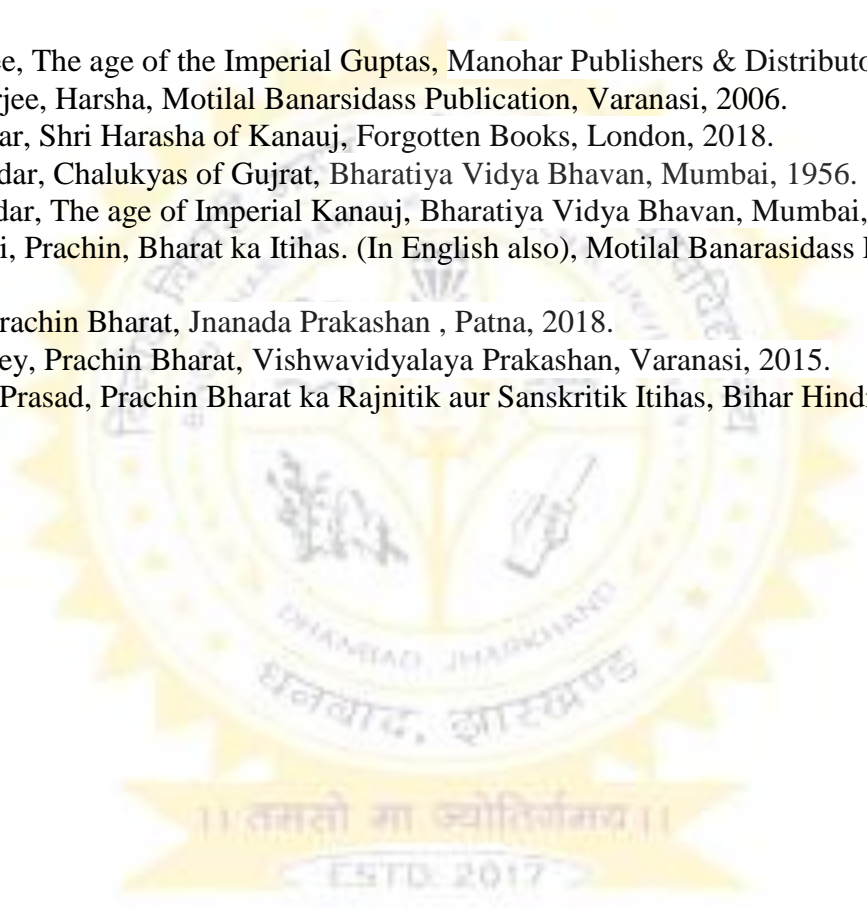 ee, The age of the Imperial Guptas, Manohar Publishers & Distributo
rjee, Harsha, Motilal Banarsidass Publication, Varanasi, 2006.
ar, Shri Harasha of Kanauj, Forgotten Books, London, 2018.
dar, Chalukyas of Gujrat, Bharatiya Vidya Bhavan, Mumbai, 1956.
dar, The age of Imperial Kanauj, Bharatiya Vidya Bhavan, Mumbai,
i, Prachin, Bharat ka Itihas. (In English also), Motilal Banarasidass
rachin Bharat, Jnanada Prakashan , Patna, 2018.
ey, Prachin Bharat, Vishwavidyalaya Prakashan, Varanasi, 2015.
Prasad, Prachin Bharat ka Rajnitik aur Sanskritik Itihas, Bihar Hind
DHANBAD, JHARKHAND
धनबाद, झारखण्ड
।। तमसो मा ज्योतिर्गमय ।।
ESTD. 2017